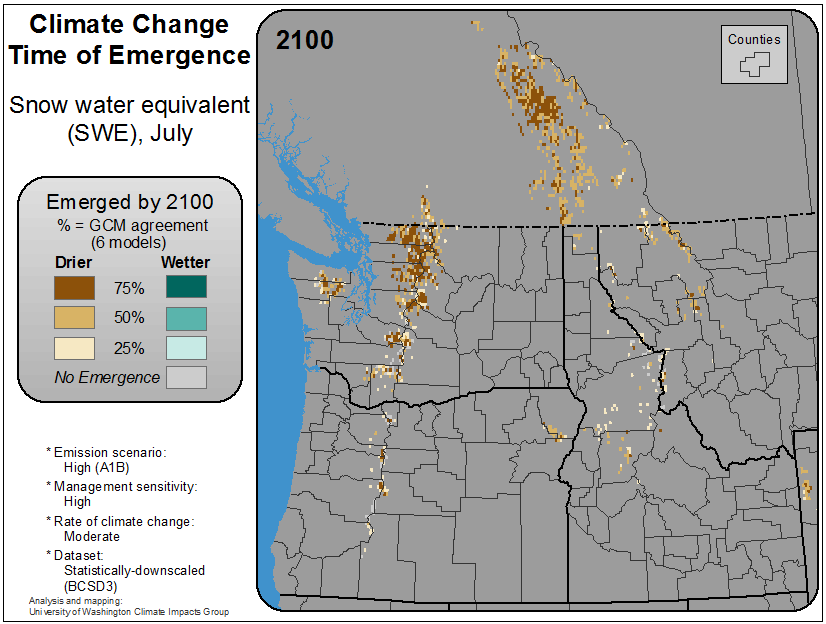 Climate Change
Time of Emergence
Snow water equivalent
(SWE), July
Emerged by 2100
% = GCM agreement
(6 models)
Drier Wetter
75%
50%
25%
No Emergence
* Emission scenario:
High (A1B)
* Management sensitivity:
High
* Rate of climate change:
Moderate
* Dataset:
Statistically-downscaled
(BCSD3)
Analysis and mapping:
University of Washington Climate Impacts Group
2100
Counties